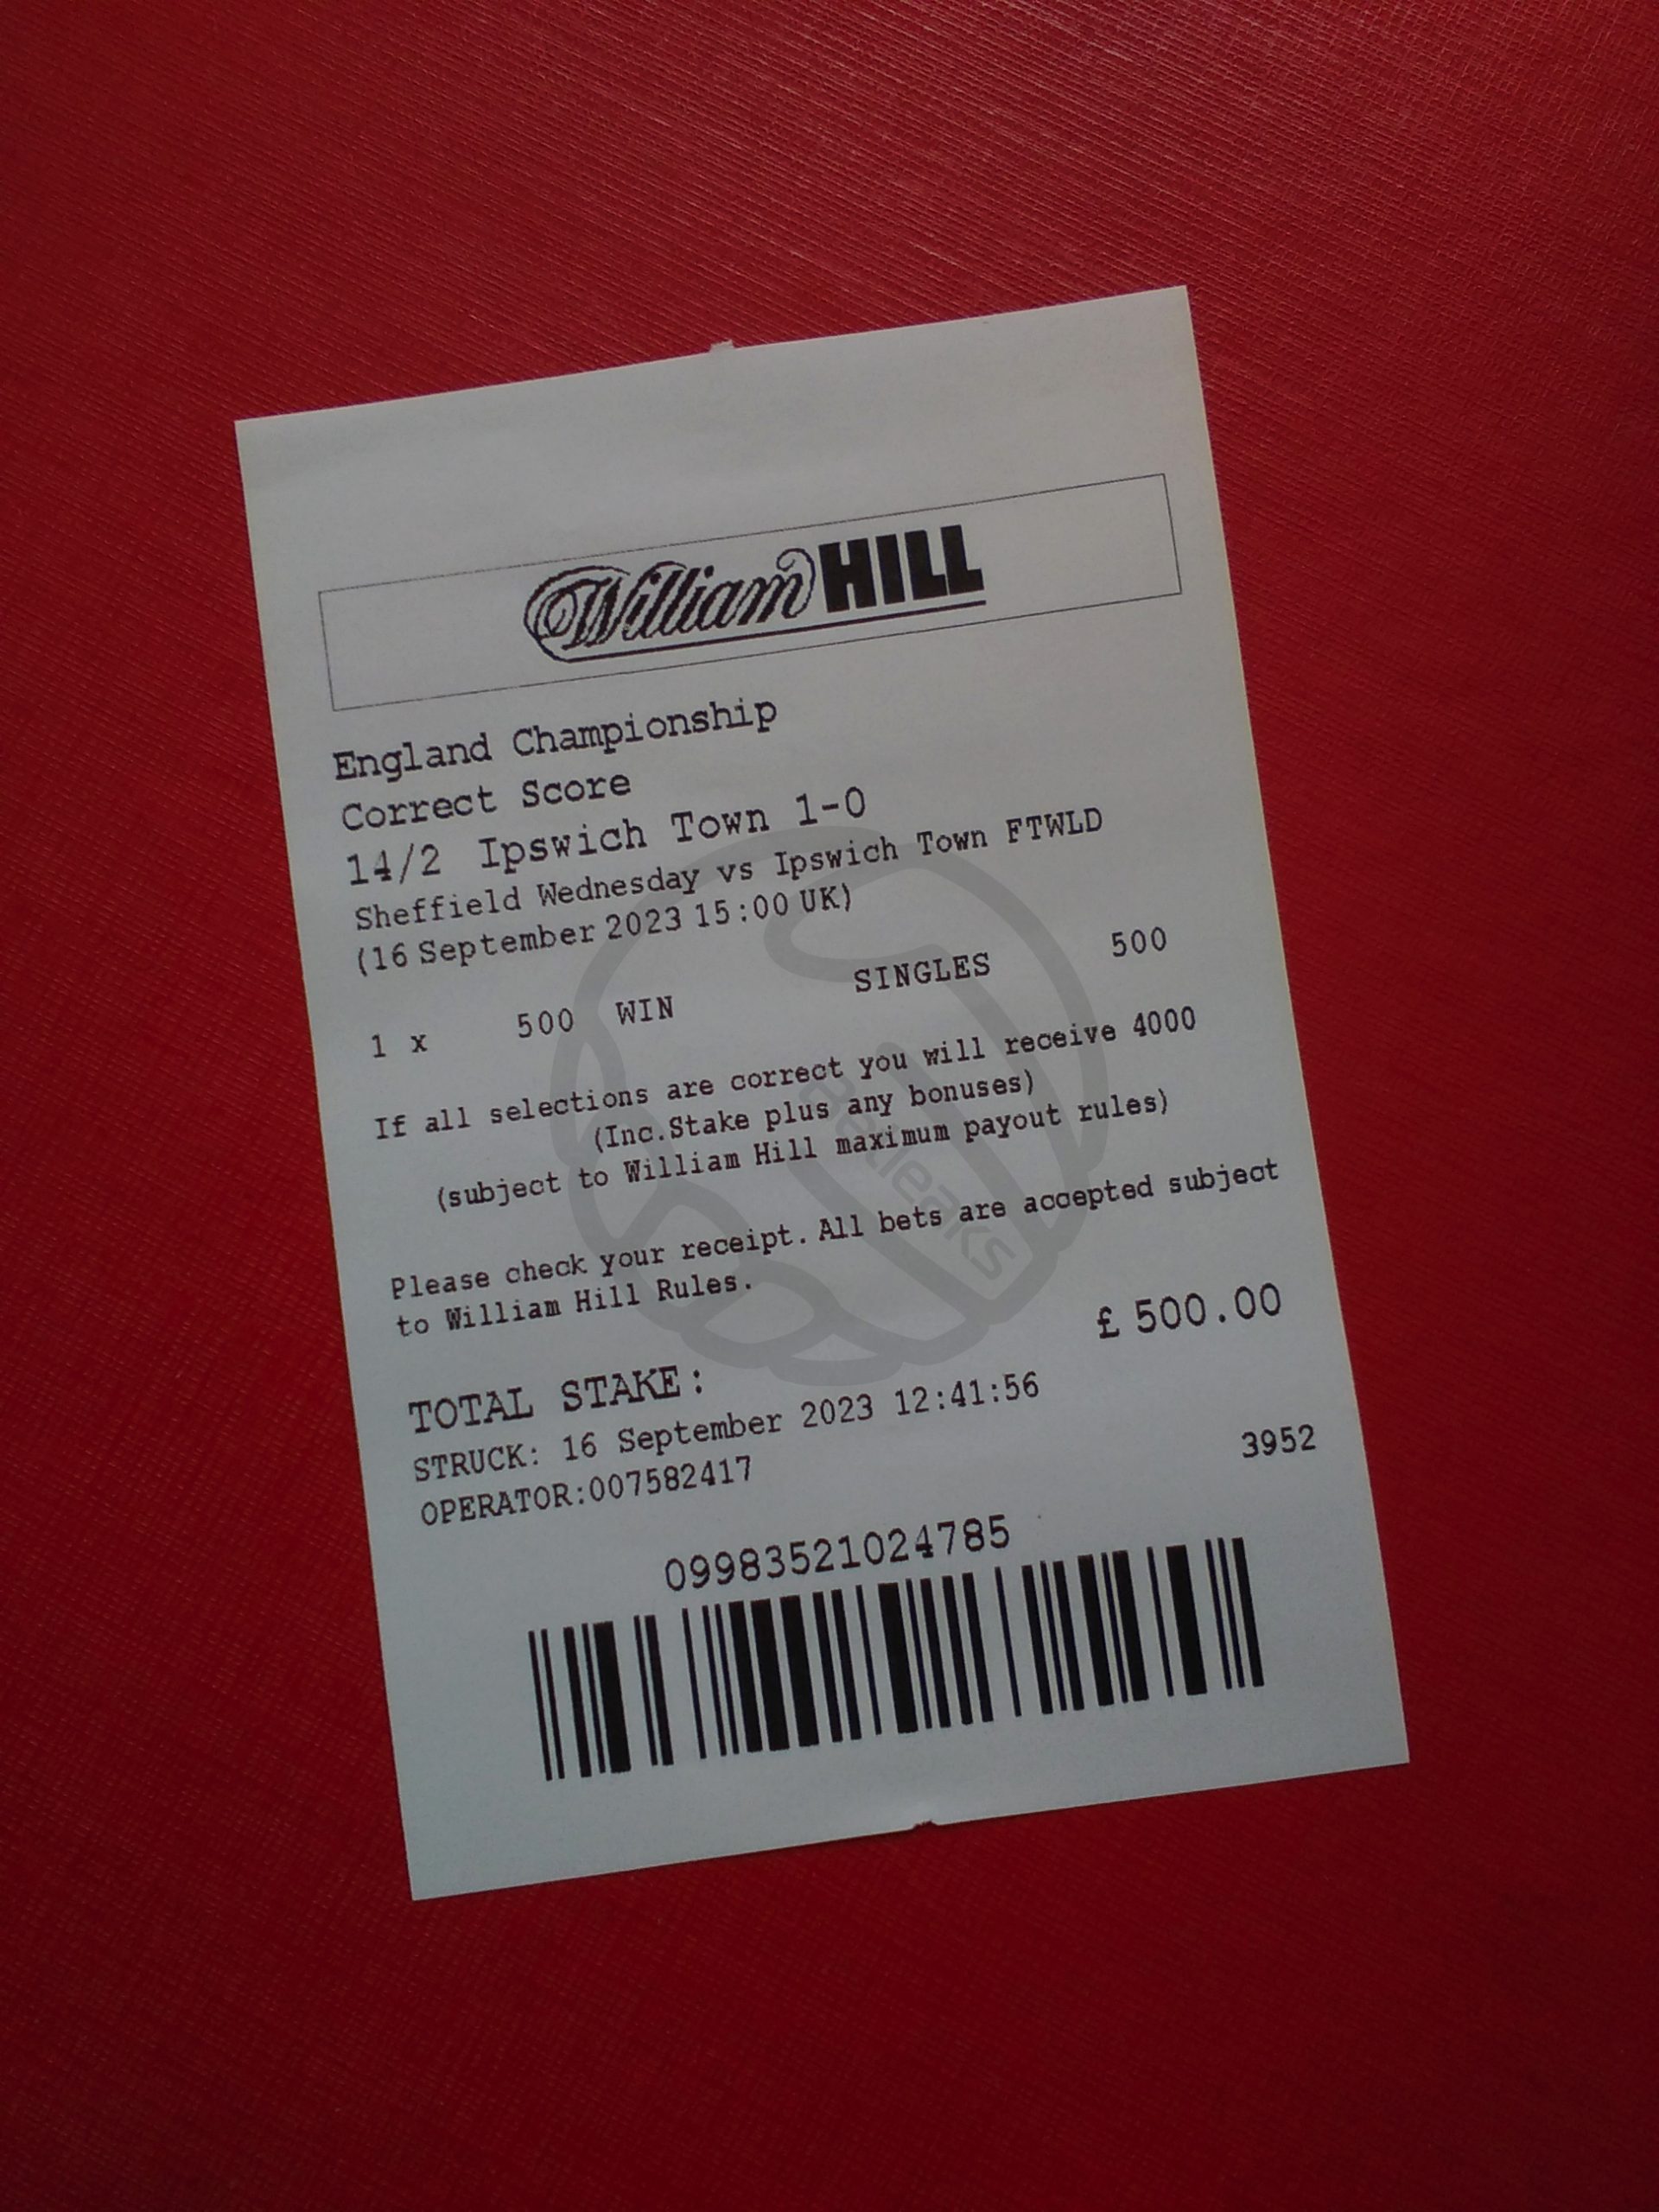 William HILL
England Championship
Correct Score
14/2 Ipswich Town 1-0
Sheffield Wednesday vs Ipswich Town FTWLD
(16 September 2023 15:00 UK)
1 x 500 WIN SINGLES 500
If all selections are correct you will receive 4000
(Inc.Stake plus any bonuses)
(subject to William Hill maximum payout rules)
Please check your receipt. All bets are accepted subject
to William Hill Rules.
TOTAL STAKE: £ 500.00
STRUCK: 16 September 2023 12:41:56
OPERATOR:007582417 3952
09983521024785